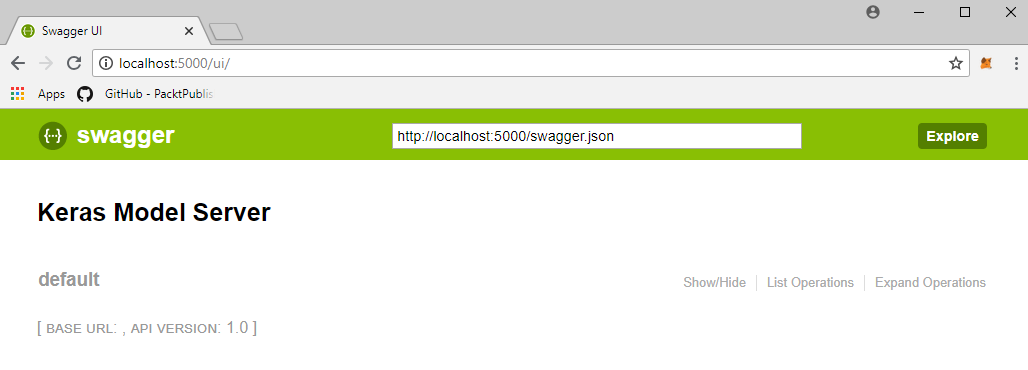 Swagger UI
localhost:5000/ui/
Apps GitHub - PacktPublis
swagger http://localhost:5000/swagger.json Explore
Keras Model Server
default Show/Hide List Operations Expand Operations
[ BASE URL: , API VERSION: 1.0 ]